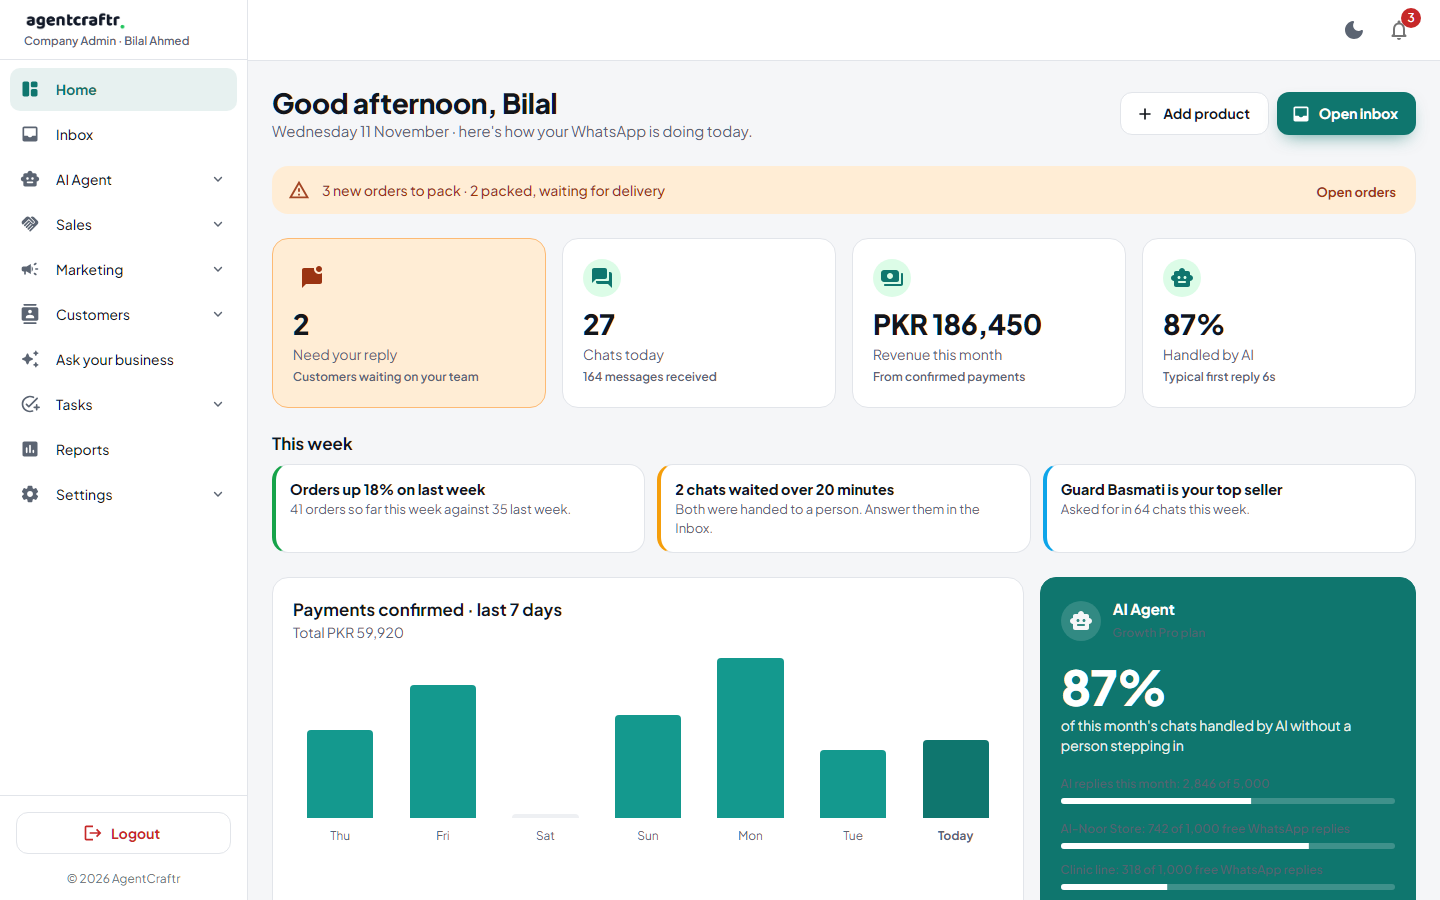 agentcraftr.
Company Admin · Bilal Ahmed
Home
Inbox
AI Agent
Sales
Marketing
Customers
Ask your business
Tasks
Reports
Settings
Logout
© 2026 AgentCraftr
3
Good afternoon, Bilal
Wednesday 11 November · here's how your WhatsApp is doing today.
Add product
Open Inbox
3 new orders to pack · 2 packed, waiting for delivery
Open orders
2
Need your reply
Customers waiting on your team
27
Chats today
164 messages received
PKR 186,450
Revenue this month
From confirmed payments
87%
Handled by AI
Typical first reply 6s
This week
Orders up 18% on last week
41 orders so far this week against 35 last week.
2 chats waited over 20 minutes
Both were handed to a person. Answer them in the
Inbox.
Guard Basmati is your top seller
Asked for in 64 chats this week.
Payments confirmed · last 7 days
Total PKR 59,920
Thu
Fri
Sat
Sun
Mon
Tue
Today
AI Agent
Growth Pro plan
87%
of this month's chats handled by AI without a
person stepping in
AI replies this month: 2,846 of 5,000
Al-Noor Store: 742 of 1,000 free WhatsApp replies
Clinic line: 318 of 1,000 free WhatsApp replies